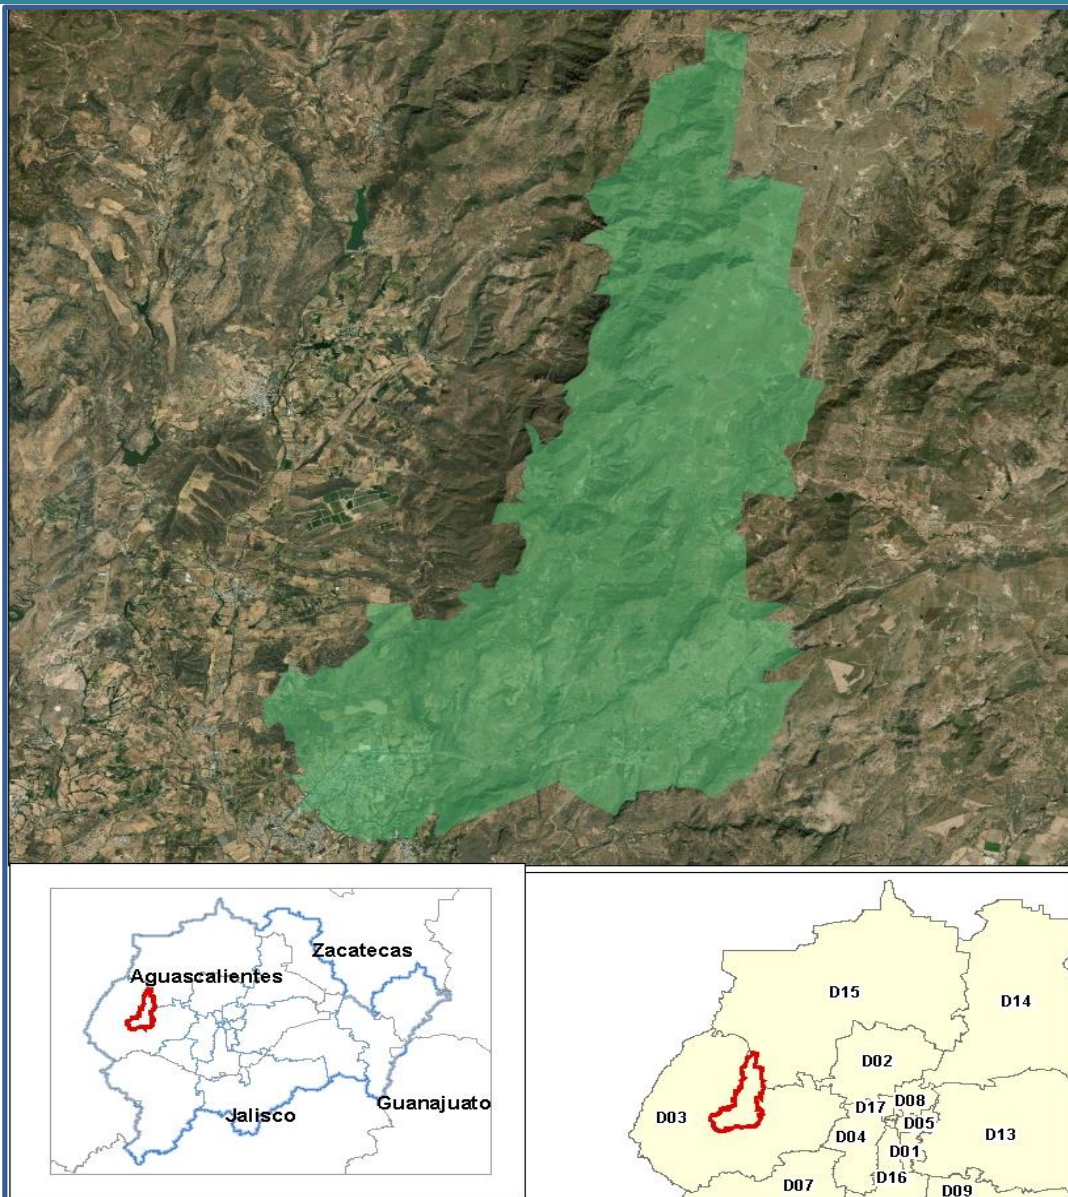 Zacatecas
Aguascalientes
Jalisco
Guanajuato
D15
D14
D02
D03
D17
D08
D05
D04
D01
D13
D07
D16
D09